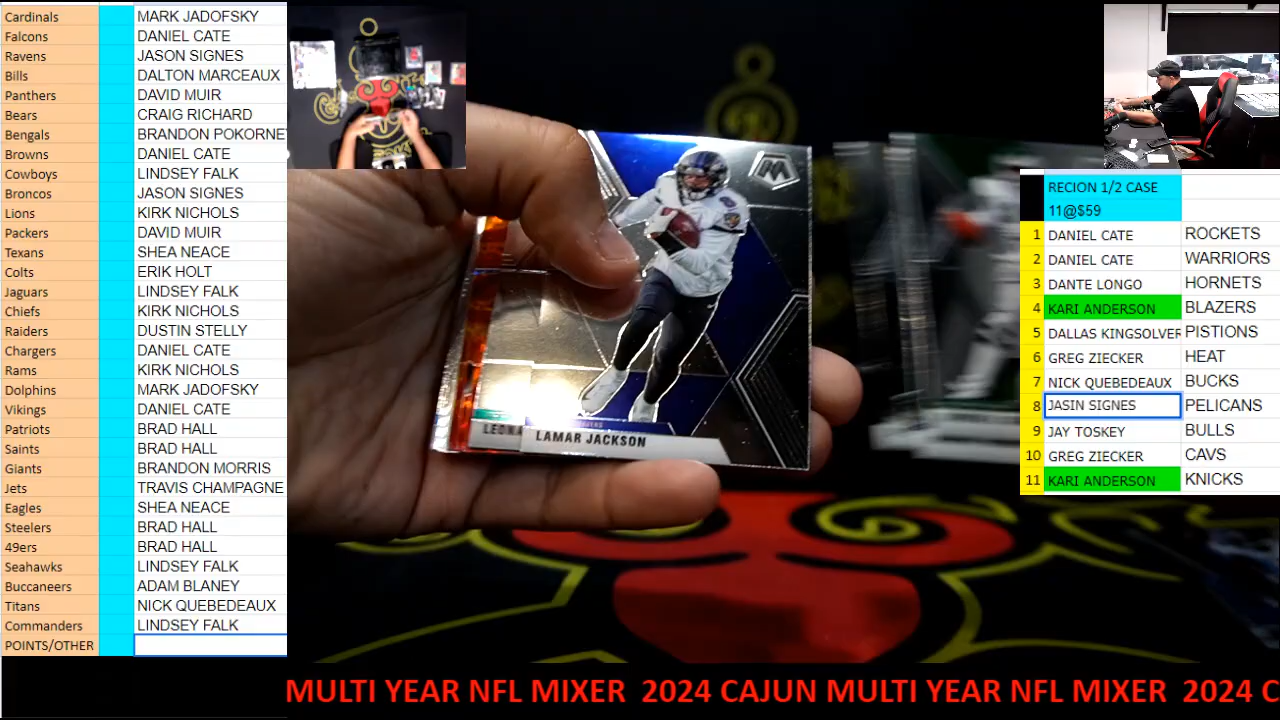 Cardinals MARK JADOFSKY
Falcons DANIEL CATE
Ravens JASON SIGNES
Bills DALTON MARCEAUX
Panthers DAVID MUIR
Bears CRAIG RICHARD
Bengals BRANDON POKORNE
Browns DANIEL CATE
Cowboys LINDSEY FALK
Broncos JASON SIGNES
Lions KIRK NICHOLS
Packers DAVID MUIR
Texans SHEA NEACE
Colts ERIK HOLT
Jaguars LINDSEY FALK
Chiefs KIRK NICHOLS
Raiders DUSTIN STELLY
Chargers DANIEL CATE
Rams KIRK NICHOLS
Dolphins MARK JADOFSKY
Vikings DANIEL CATE
Patriots BRAD HALL
Saints BRAD HALL
Giants BRANDON MORRIS
Jets TRAVIS CHAMPAGNE
Eagles SHEA NEACE
Steelers BRAD HALL
49ers BRAD HALL
Seahawks LINDSEY FALK
Buccaneers ADAM BLANEY
Titans NICK QUEBEDEAUX
Commanders LINDSEY FALK
POINTS/OTHER
LAMAR JACKSON
RECION 1/2 CASE
11@$59
1 DANIEL CATE ROCKETS
2 DANIEL CATE WARRIORS
3 DANTE LONGO HORNETS
4 KARI ANDERSON BLAZERS
5 DALLAS KINGSOLVER PISTIONS
6 GREG ZIECKER HEAT
7 NICK QUEBEDEAUX BUCKS
8 JASIN SIGNES PELICANS
9 JAY TOSKEY BULLS
10 GREG ZIECKER CAVS
11 KARI ANDERSON KNICKS
MULTI YEAR NFL MIXER 2024 CAJUN MULTI YEAR NFL MIXER 2024 C